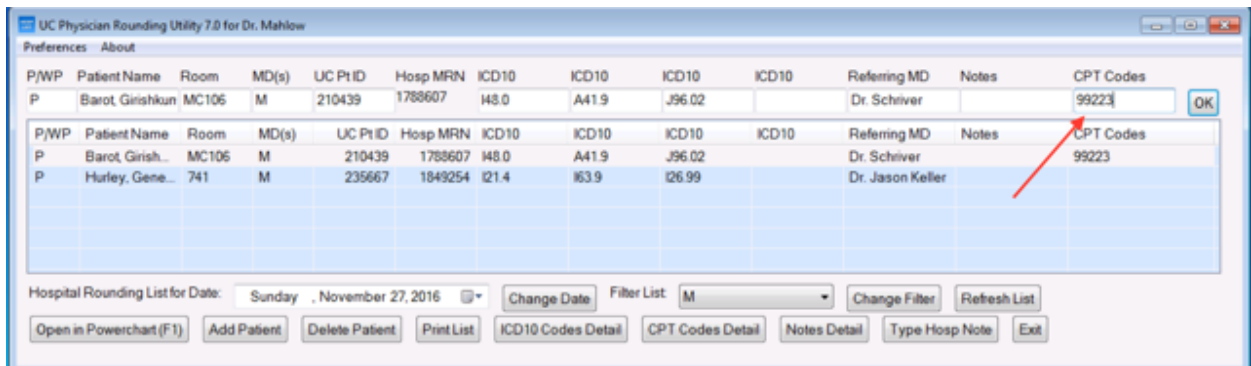 UC Physician Rounding Utility 7.0 for Dr. Mahlow
Preferences About
P/WP Patient Name Room MD(s) UC Pt ID Hosp MRN ICD10 ICD10 ICD10 ICD10 Referring MD Notes CPT Codes
P Barot, Girishkun MC106 M 210439 1788607 I48.0 A41.9 J96.02 Dr. Schriver 99223 OK
P/WP Patient Name Room MD(s) UC Pt ID Hosp MRN ICD10 ICD10 ICD10 ICD10 Referring MD Notes CPT Codes
P Barot, Girish... MC106 M 210439 1788607 I48.0 A41.9 J96.02 Dr. Schriver 99223
P Hurley, Gene... 741 M 235667 1849254 I21.4 I63.9 I26.99 Dr. Jason Keller
Hospital Rounding List for Date: Sunday , November 27, 2016 Change Date Filter List: M Change Filter Refresh List
Open in Powerchart (F1) Add Patient Delete Patient Print List ICD10 Codes Detail CPT Codes Detail Notes Detail Type Hosp Note Exit